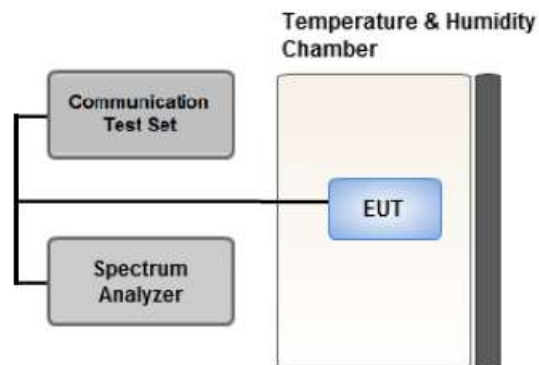 Temperature & Humidity
Chamber
Communication
Test Set
EUT
Spectrum
Analyzer